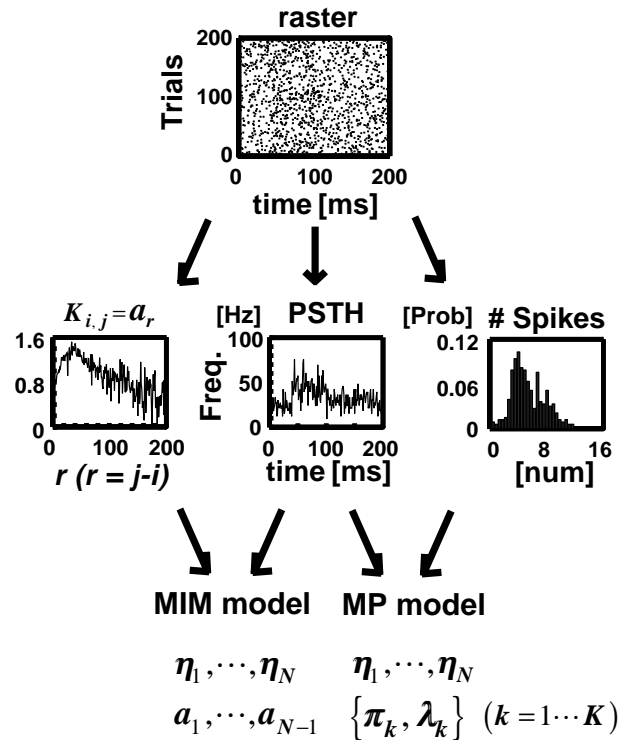 raster
200
100
0
Trials
0 100 200
time [ms]
K_{i,j}=a_r
1.6
0.8
0
0 100 200
r (r = j-i)
[Hz] PSTH
100
50
0
Freq.
0 100 200
time [ms]
[Prob] # Spikes
0.12
0.06
0
0 8 16
[num]
MIM model MP model
η_1,⋯,η_N η_1,⋯,η_N
a_1,⋯,a_{N-1} {π_k, λ_k} (k = 1⋯K)